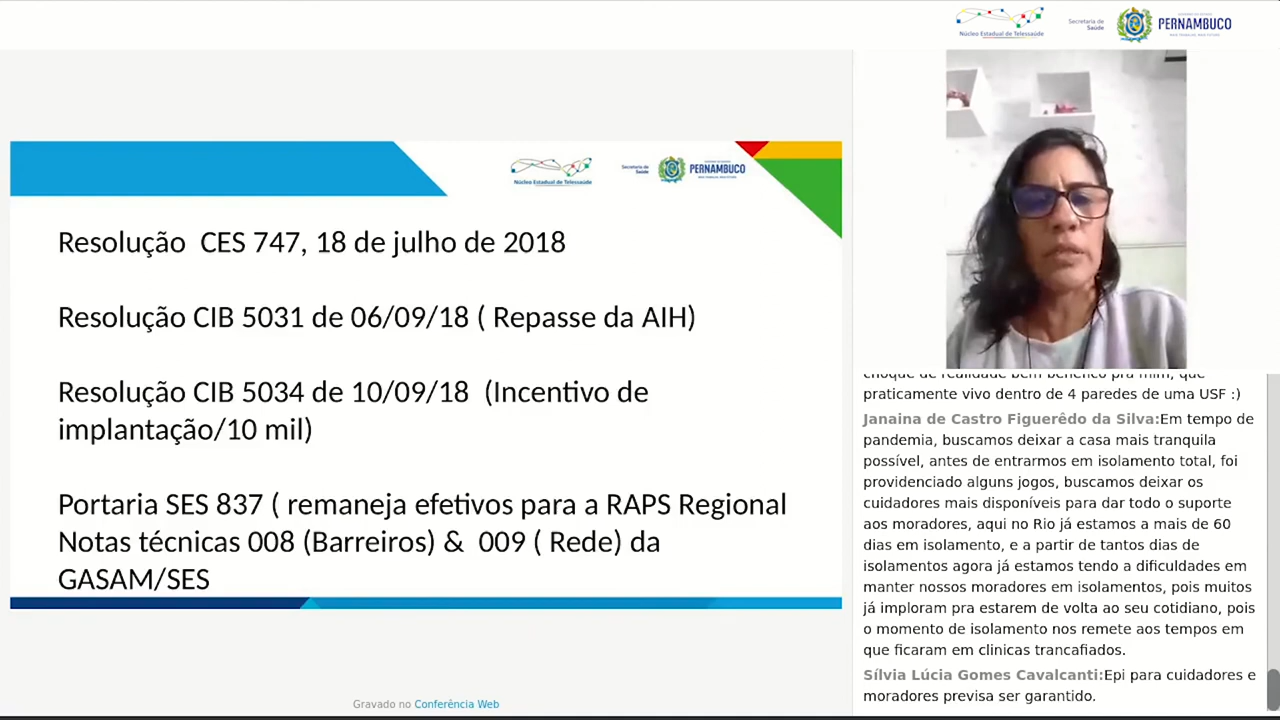 Núcleo Estadual de Telessaúde
Secretaria de
Saúde
PERNAMBUCO
Núcleo Estadual de Telessaúde
Secretaria de
Saúde
PERNAMBUCO
Resolução CES 747, 18 de julho de 2018
Resolução CIB 5031 de 06/09/18 ( Repasse da AIH)
Resolução CIB 5034 de 10/09/18 (Incentivo de
implantação/10 mil)
Portaria SES 837 ( remaneja efetivos para a RAPS Regional
Notas técnicas 008 (Barreiros) & 009 ( Rede) da
GASAM/SES
Gravado no Conferência Web
choque de realidade bem benéfico pra mim, que
praticamente vivo dentro de 4 paredes de uma USF :)
Janaina de Castro Figuerêdo da Silva:Em tempo de
pandemia, buscamos deixar a casa mais tranquila
possível, antes de entrarmos em isolamento total, foi
providenciado alguns jogos, buscamos deixar os
cuidadores mais disponíveis para dar todo o suporte
aos moradores, aqui no Rio já estamos a mais de 60
dias em isolamento, e a partir de tantos dias de
isolamentos agora já estamos tendo a dificuldades em
manter nossos moradores em isolamentos, pois muitos
já imploram pra estarem de volta ao seu cotidiano, pois
o momento de isolamento nos remete aos tempos em
que ficaram em clinicas trancafiados.
Sílvia Lúcia Gomes Cavalcanti:Epi para cuidadores e
moradores previsa ser garantido.